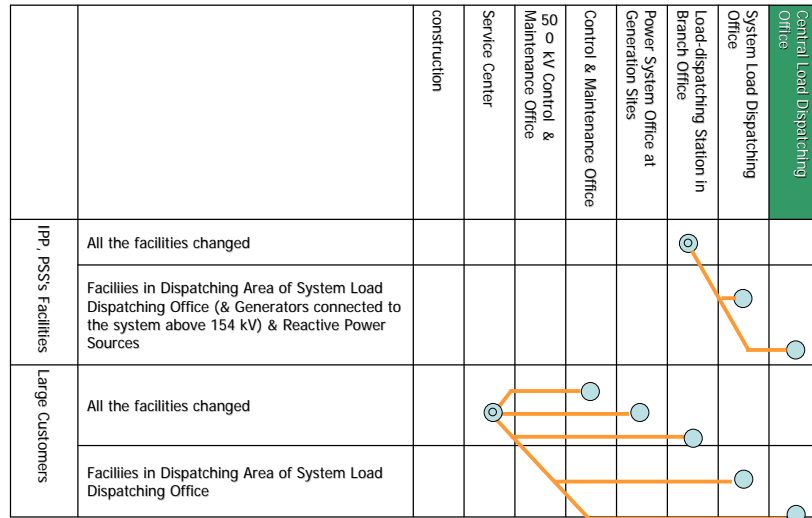 construction
Service Center
50
0 kV Control &
Maintenance Office
Control & Maintenance Office
Power System Office at
Generation Sites
Load-dispatching Station in
Branch Office
System Load Dispatching
Office
Central Load Dispatching
Office
IPP, PSS's Facilities
All the facilities changed
Faciliies in Dispatching Area of System Load
Dispatching Office (& Generators connected to
the system above 154 kV) & Reactive Power
Sources
Large Customers
All the facilities changed
Faciliies in Dispatching Area of System Load
Dispatching Office